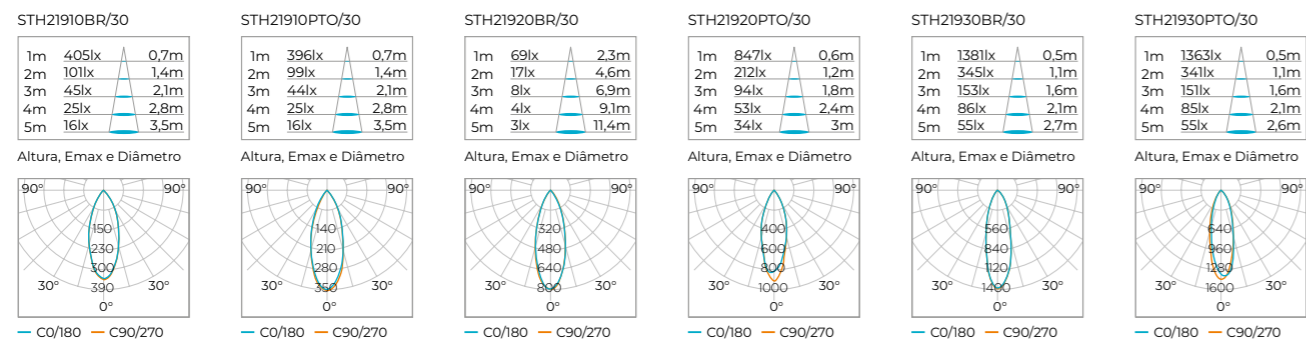 STH21910BR/30
1m 405lx 0,7m
2m 101lx 1,4m
3m 45lx 2,1m
4m 25lx 2,8m
5m 16lx 3,5m
Altura, Emax e Diâmetro
90° 90°
150
230
300
390
30° 30°
0°
C0/180 C90/270
STH21910PTO/30
1m 396lx 0,7m
2m 99lx 1,4m
3m 44lx 2,1m
4m 25lx 2,8m
5m 16lx 3,5m
Altura, Emax e Diâmetro
90° 90°
140
210
280
350
30° 30°
0°
C0/180 C90/270
STH21920BR/30
1m 69lx 2,3m
2m 17lx 4,6m
3m 8lx 6,9m
4m 4lx 9,1m
5m 3lx 11,4m
Altura, Emax e Diâmetro
90° 90°
320
480
640
800
30° 30°
0°
C0/180 C90/270
STH21920PTO/30
1m 847lx 0,6m
2m 212lx 1,2m
3m 94lx 1,8m
4m 53lx 2,4m
5m 34lx 3m
Altura, Emax e Diâmetro
90° 90°
400
600
800
1000
30° 30°
0°
C0/180 C90/270
STH21930BR/30
1m 1381lx 0,5m
2m 345lx 1,1m
3m 153lx 1,6m
4m 86lx 2,1m
5m 55lx 2,7m
Altura, Emax e Diâmetro
90° 90°
560
840
1120
1400
30° 30°
0°
C0/180 C90/270
STH21930PTO/30
1m 1363lx 0,5m
2m 341lx 1,1m
3m 151lx 1,6m
4m 85lx 2,1m
5m 55lx 2,6m
Altura, Emax e Diâmetro
90° 90°
640
960
1280
1600
30° 30°
0°
C0/180 C90/270